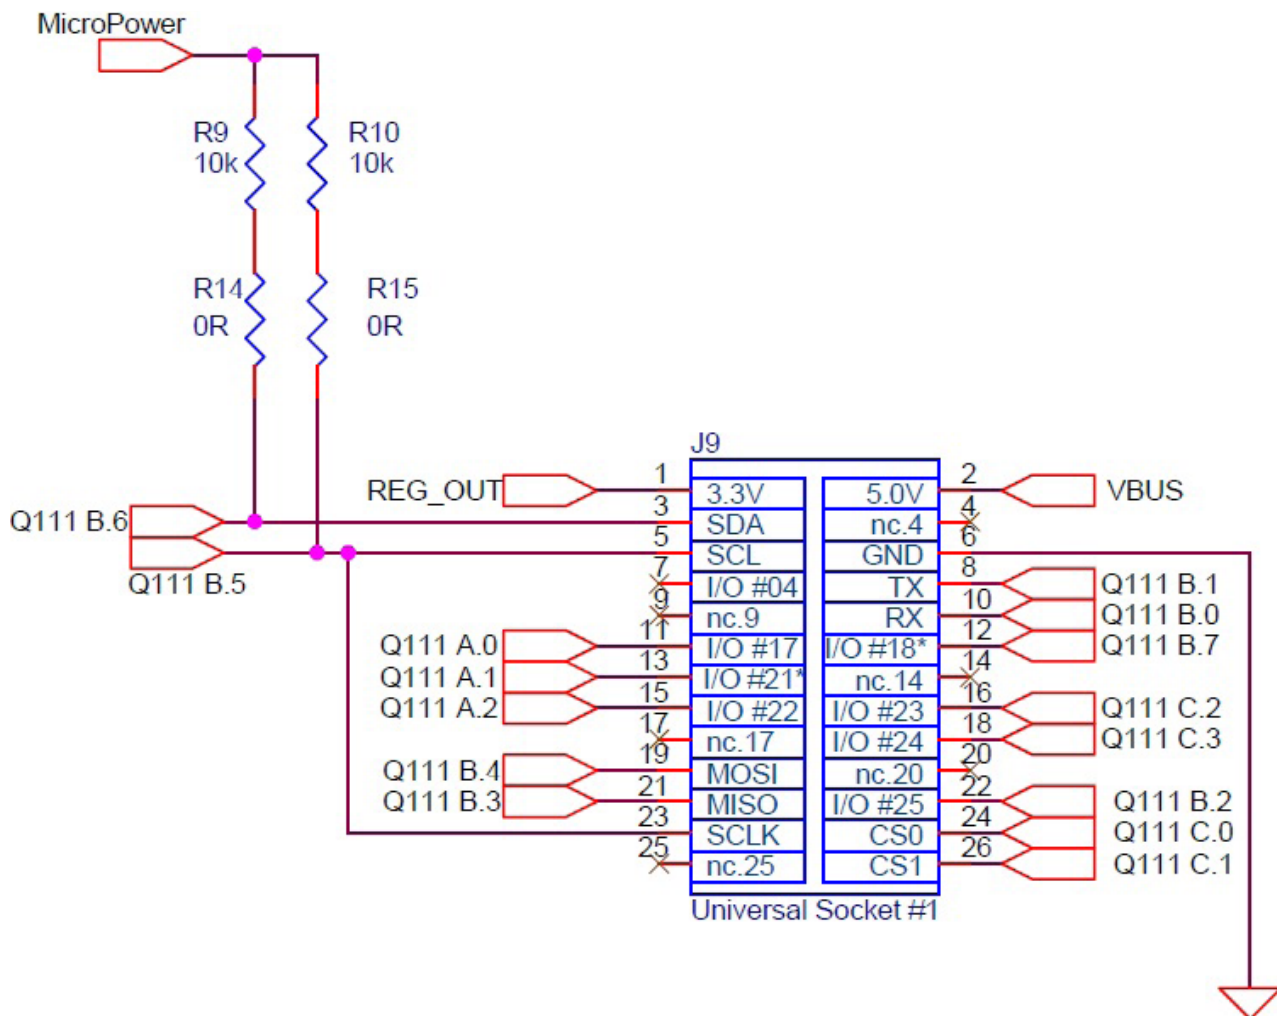 MicroPower
R9
10k
R10
10k
R14
0R
R15
0R
J9
REG_OUT 1 3.3V 5.0V 2 VBUS
Q111 B.6 3 SDA nc.4 4
Q111 B.5 5 SCL GND 6
7 I/O #04 TX 8 Q111 B.1
9 nc.9 RX 10 Q111 B.0
Q111 A.0 11 I/O #17 I/O #18* 12 Q111 B.7
Q111 A.1 13 I/O #21* nc.14 14
Q111 A.2 15 I/O #22 I/O #23 16 Q111 C.2
17 nc.17 I/O #24 18 Q111 C.3
Q111 B.4 19 MOSI nc.20 20
Q111 B.3 21 MISO I/O #25 22 Q111 B.2
23 SCLK CS0 24 Q111 C.0
25 nc.25 CS1 26 Q111 C.1
Universal Socket #1